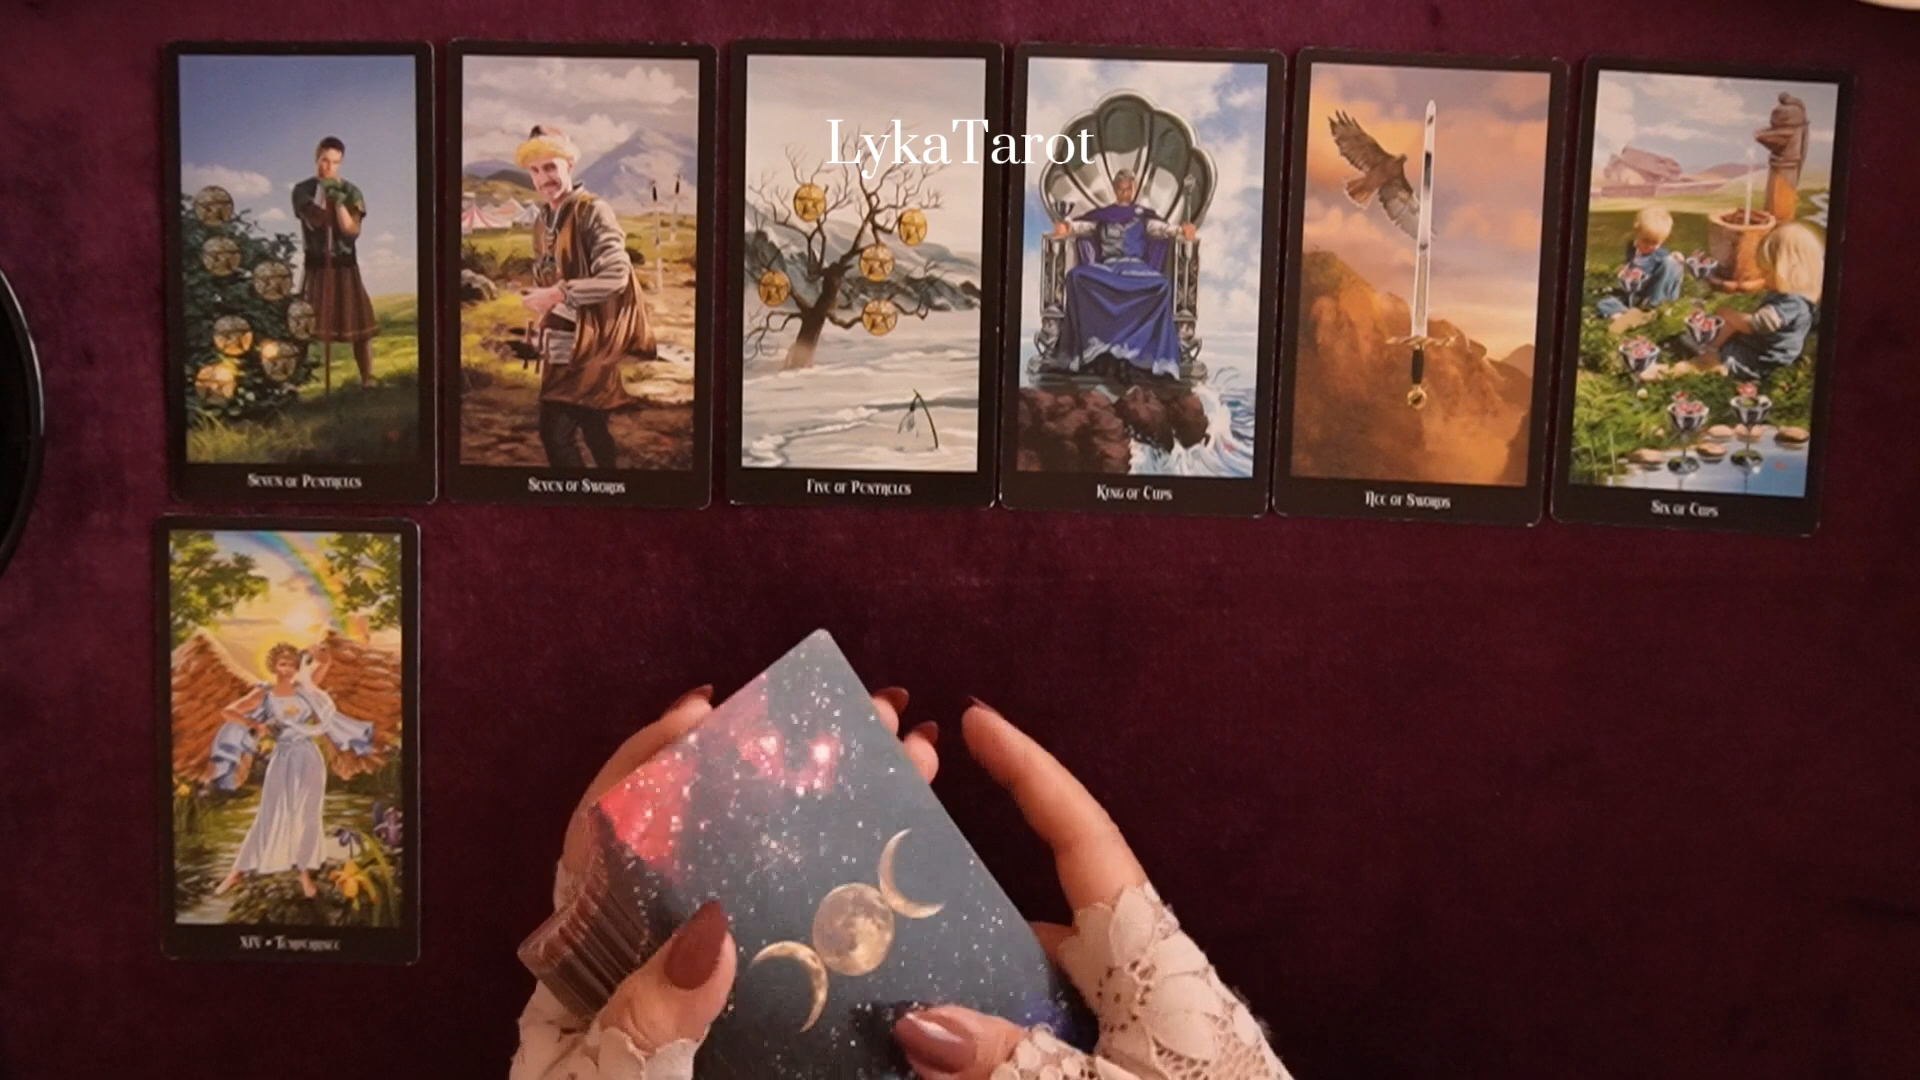 LykaTarot
Seven of Pentacles
Seven of Swords
Five of Pentacles
King of Cups
Ace of Swords
Six of Cups
XIV • Temperance